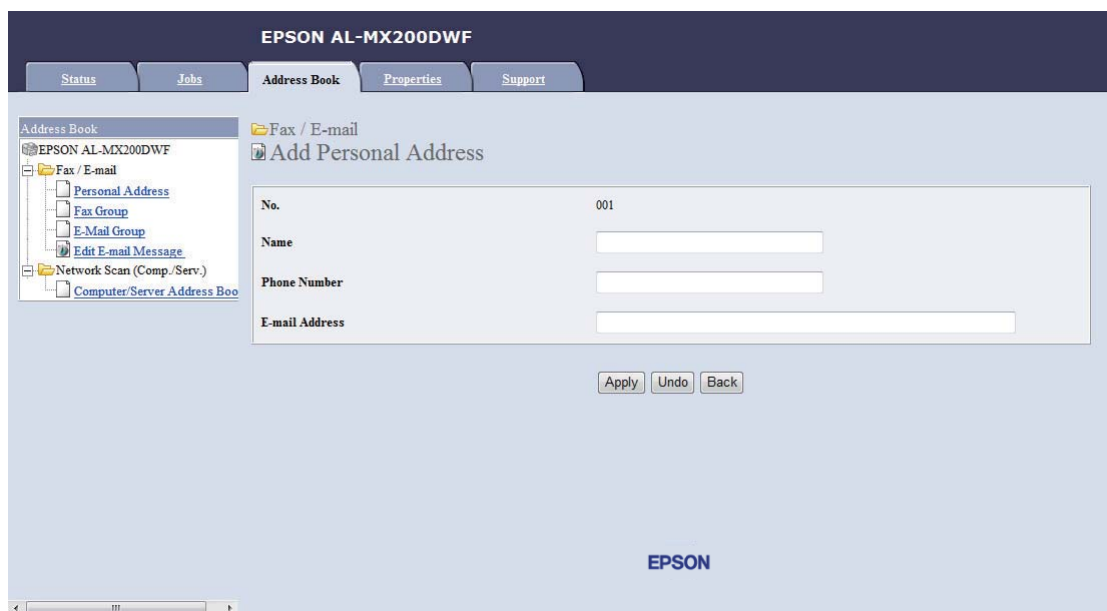 EPSON AL-MX200DWF
Status Jobs Address Book Properties Support
Address Book
EPSON AL-MX200DWF
Fax / E-mail
Personal Address
Fax Group
E-Mail Group
Edit E-mail Message
Network Scan (Comp./Serv.)
Computer/Server Address Boo
Fax / E-mail
Add Personal Address
No. 001
Name
Phone Number
E-mail Address
Apply Undo Back
EPSON